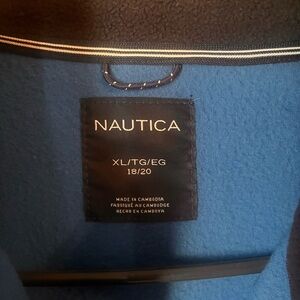 NAUTICA
XL/TG/EG
18/20
MADE IN CAMBODIA
FABRIQUÉ AU CAMBODGE
HECHO EN CAMBOYA